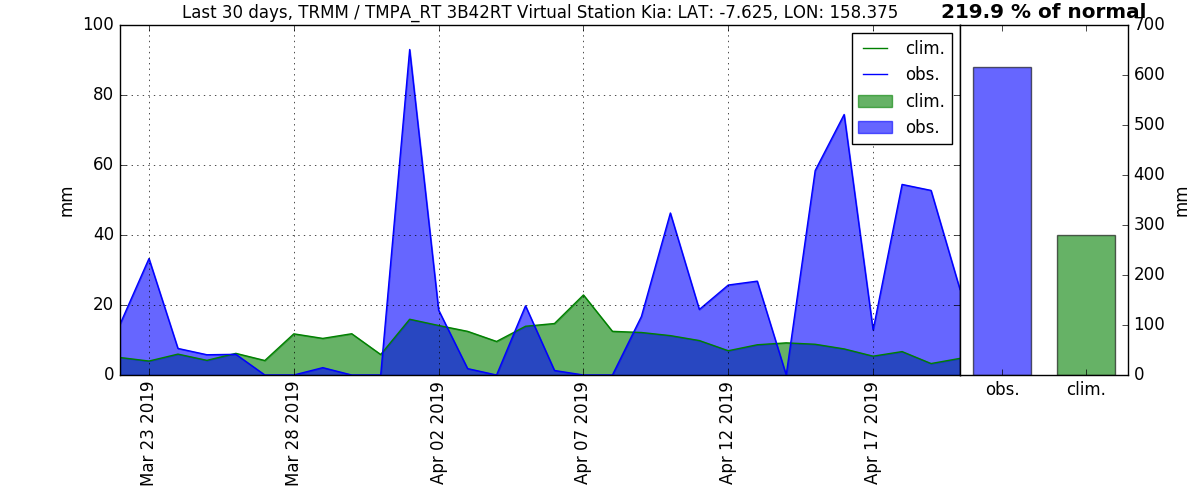 Last 30 days, TRMM / TMPA_RT 3B42RT Virtual Station Kia: LAT: -7.625, LON: 158.375
219.9 % of normal
100
80
60
40
20
0
mm
clim.
obs.
clim.
obs.
700
600
500
400
300
200
100
0
mm
Mar 23 2019
Mar 28 2019
Apr 02 2019
Apr 07 2019
Apr 12 2019
Apr 17 2019
obs.
clim.